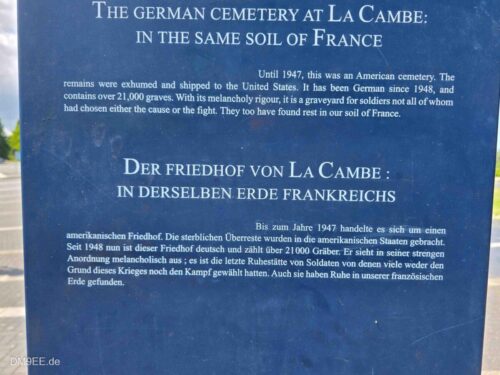 THE GERMAN CEMETERY AT LA CAMBE:
IN THE SAME SOIL OF FRANCE
Until 1947, this was an American cemetery. The
remains were exhumed and shipped to the United States. It has been German since 1948, and
contains over 21,000 graves. With its melancholy rigour, it is a graveyard for soldiers not all of whom
had chosen either the cause or the fight. They too have found rest in our soil of France.
DER FRIEDHOF VON LA CAMBE :
IN DERSELBEN ERDE FRANKREICHS
Bis zum Jahre 1947 handelte es sich um einen
amerikanischen Friedhof. Die sterblichen Überreste wurden in die amerikanischen Staaten gebracht.
Seit 1948 nun ist dieser Friedhof deutsch und zählt über 21000 Gräber. Er sieht in seiner strengen
Anordnung melancholisch aus ; es ist die letzte Ruhestätte von Soldaten von denen viele weder den
Grund dieses Krieges noch den Kampf gewählt hatten. Auch sie haben Ruhe in unserer französischen
Erde gefunden.
DM9EE.de